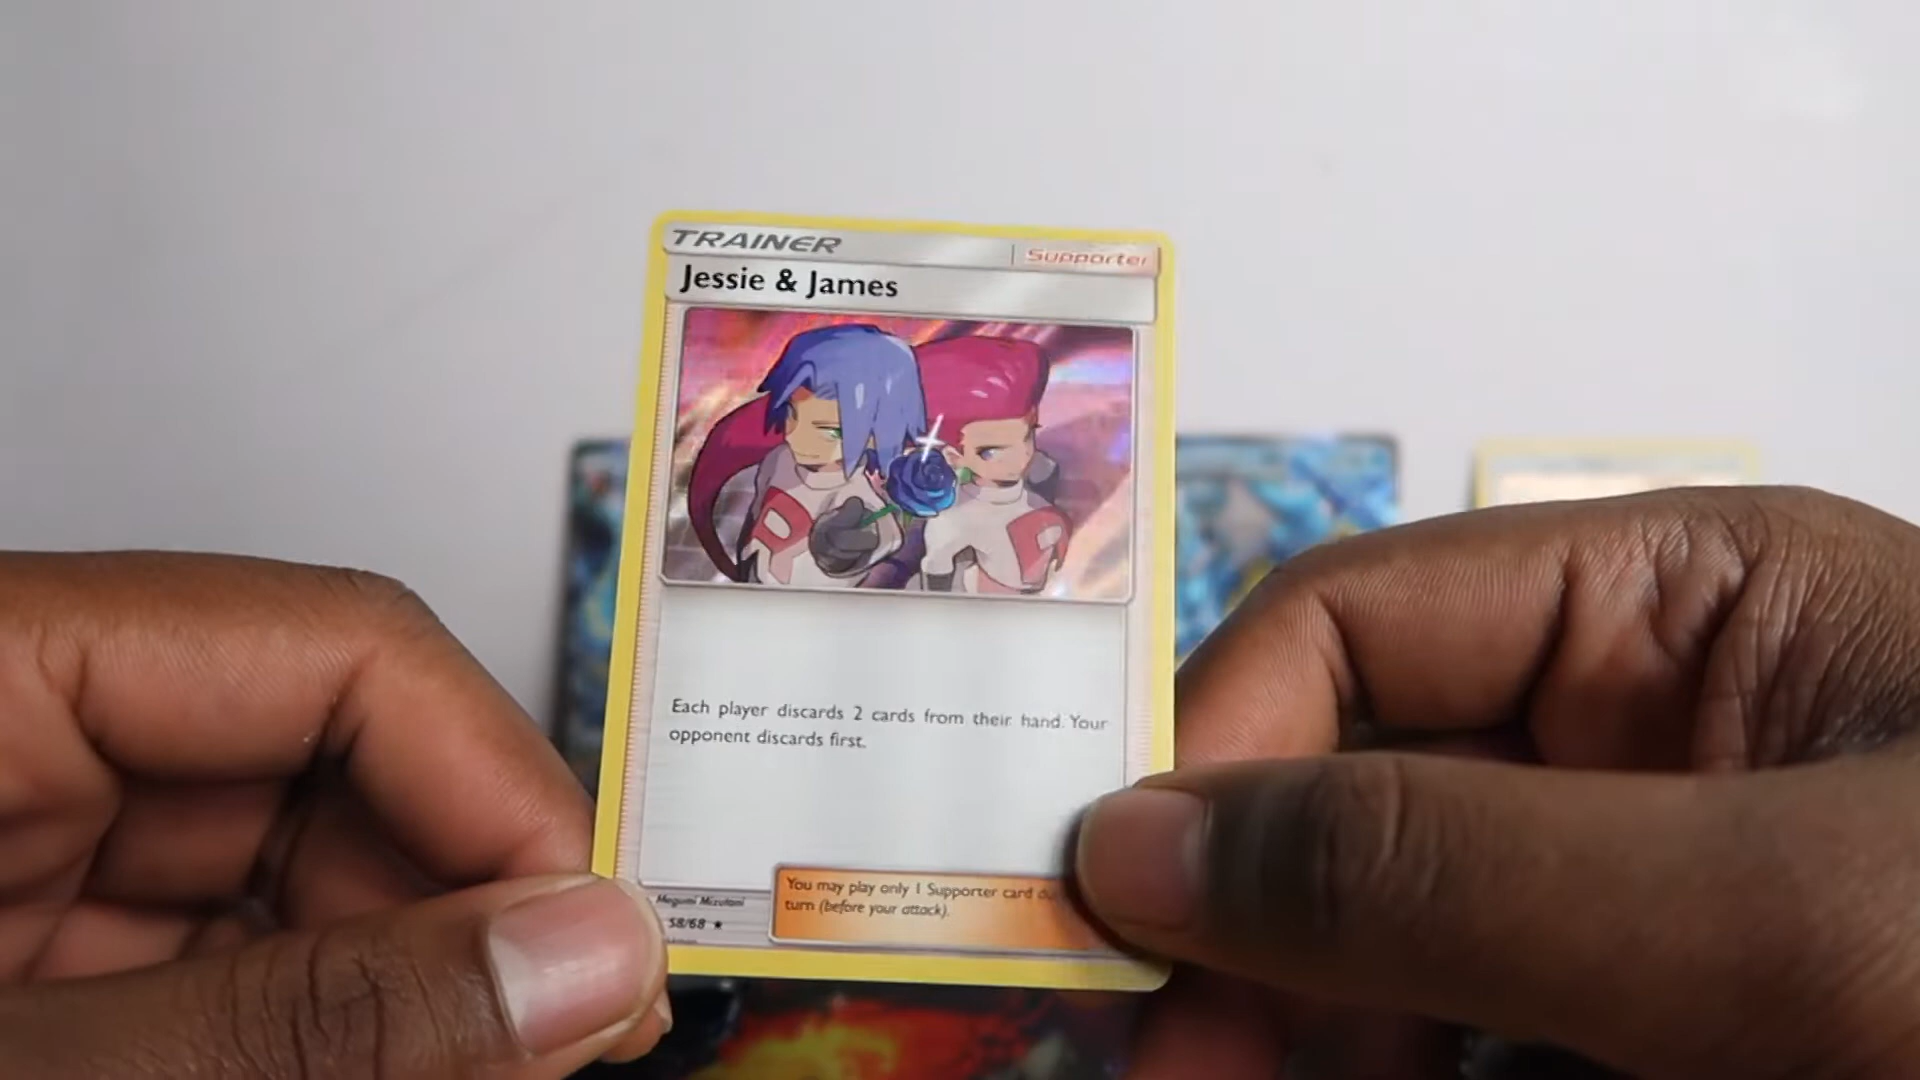 TRAINER
Supporter
Jessie & James
Each player discards 2 cards from their hand. Your
opponent discards first.
You may play only 1 Supporter card
turn (before your attack).
Megumi Mizutani
58/68 ★